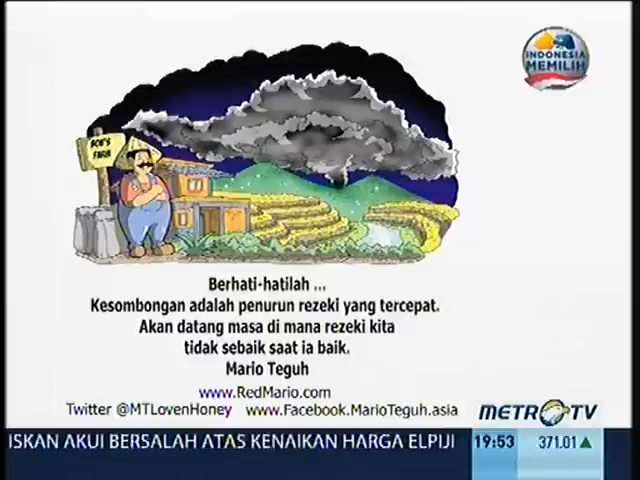 INDONESIA
MEMILIH
BOB'S
FARM
Berhati-hatilah ...
Kesombongan adalah penurun rezeki yang tercepat.
Akan datang masa di mana rezeki kita
tidak sebaik saat ia baik.
Mario Teguh
www.RedMario.com
Twitter @MTLovenHoney www.Facebook.MarioTeguh.asia
METRO TV
ISKAN AKUI BERSALAH ATAS KENAIKAN HARGA ELPIJI 19:53 371.01